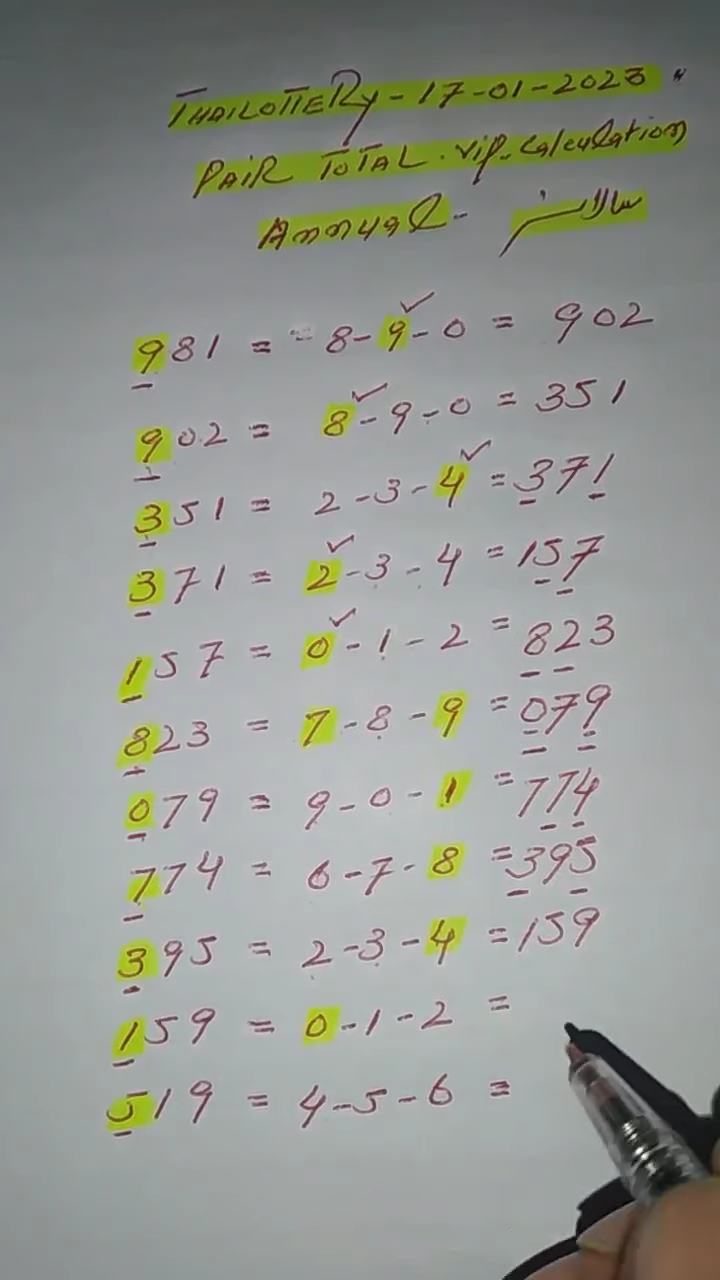 THAILOTTERY-17-01-2023"
PAIR TOTAL. vip. calculation
Annual- سالانہ
981 = - 8-9-0 = 902
902 = 8-9-0 = 351
351 = 2-3-4 = 371
371 = 2-3-4 = 157
157 = 0-1-2 = 823
823 = 7-8-9 = 079
079 = 9-0-1 = 774
774 = 6-7-8 = 395
395 = 2-3-4 = 159
159 = 0-1-2 =
519 = 4-5-6 =